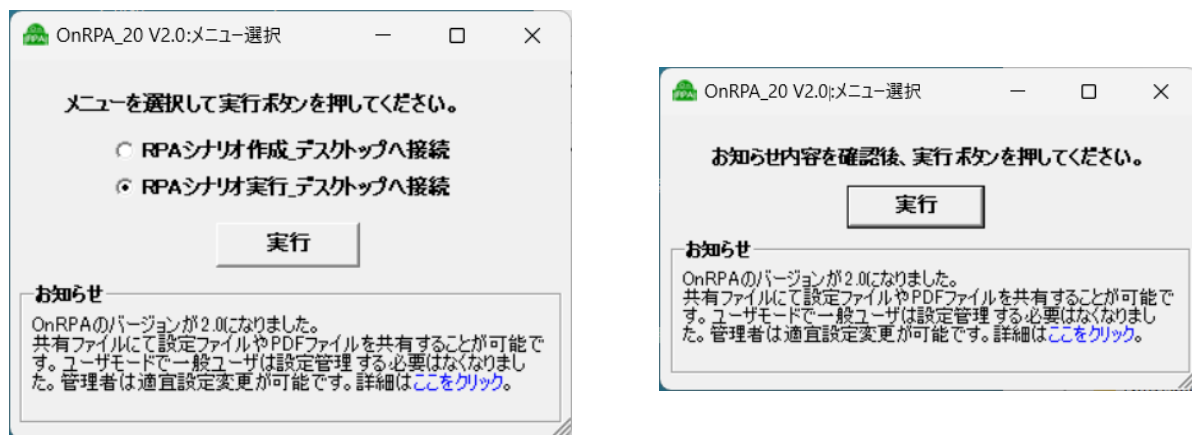 OnRPA_20 V2.0:メニュー選択
メニューを選択して実行ボタンを押してください。
RPAシナリオ作成_デスクトップへ接続
RPAシナリオ実行_デスクトップへ接続
実行
お知らせ
OnRPAのバージョンが2.0になりました。
共有ファイルにて設定ファイルやPDFファイルを共有することが可能で
す。ユーザモードで一般ユーザは設定管理する必要はなくなりまし
た。管理者は適宜設定変更が可能です。詳細はここをクリック。
OnRPA_20 V2.0:メニュー選択
お知らせ内容を確認後、実行ボタンを押してください。
実行
お知らせ
OnRPAのバージョンが2.0になりました。
共有ファイルにて設定ファイルやPDFファイルを共有することが可能で
す。ユーザモードで一般ユーザは設定管理する必要はなくなりまし
た。管理者は適宜設定変更が可能です。詳細はここをクリック。